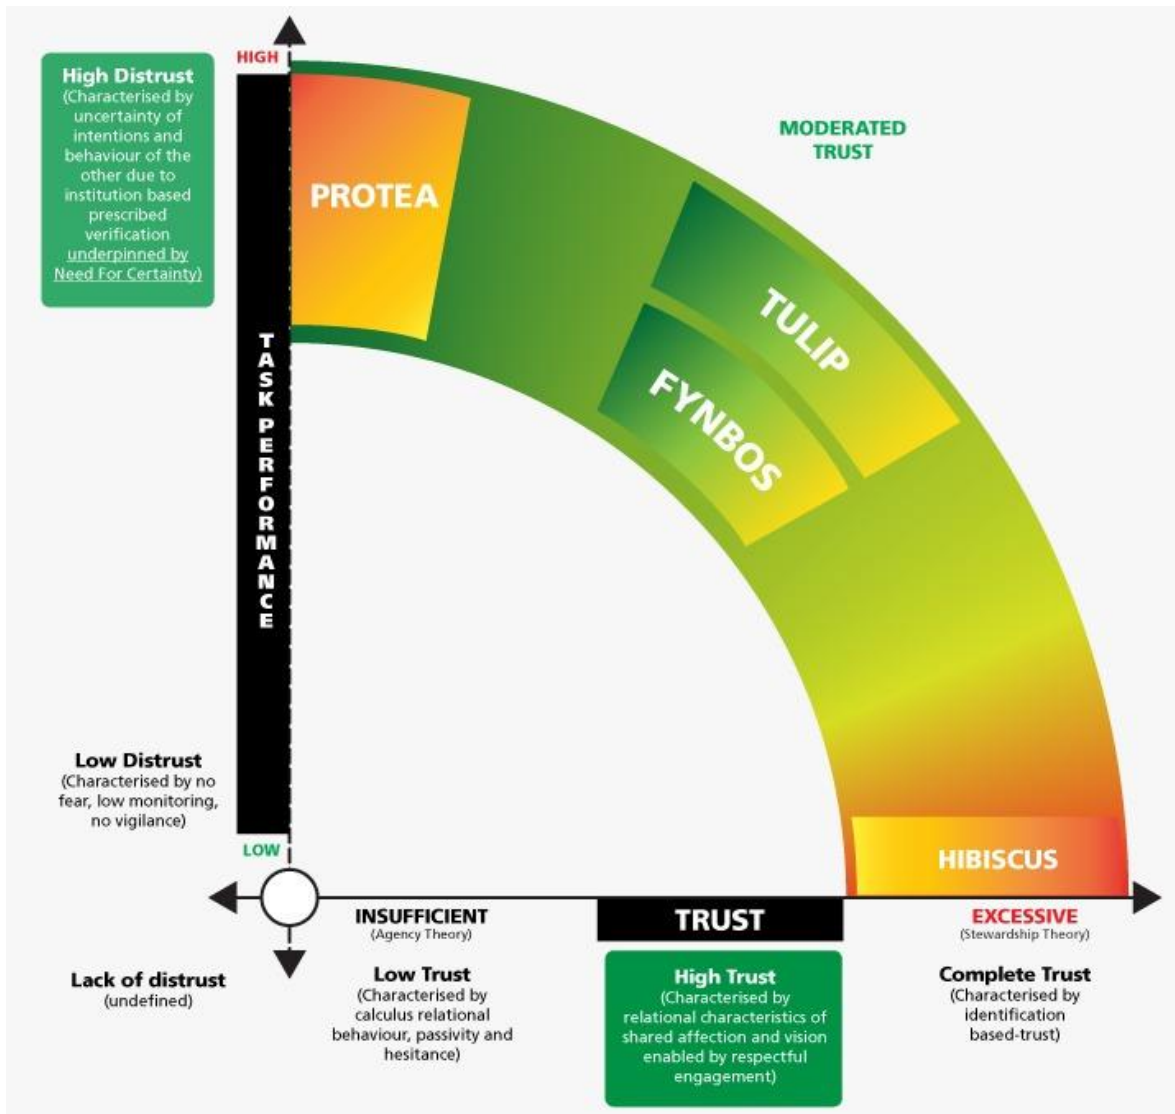 HIGH
High Distrust
(Characterised by
uncertainty of
intentions and
behaviour of the
other due to
institution based
prescribed
verification
underpinned by
Need For Certainty)
MODERATED
TRUST
PROTEA
TULIP
FYNBOS
TASK PERFORMANCE
Low Distrust
(Characterised by no
fear, low monitoring,
no vigilance)
LOW
HIBISCUS
INSUFFICIENT
(Agency Theory)
TRUST
EXCESSIVE
(Stewardship Theory)
Lack of distrust
(undefined)
Low Trust
(Characterised by
calculus relational
behaviour, passivity and
hesitance)
High Trust
(Characterised by
relational characteristics of
shared affection and vision
enabled by respectful
engagement)
Complete Trust
(Characterised by
identification
based-trust)